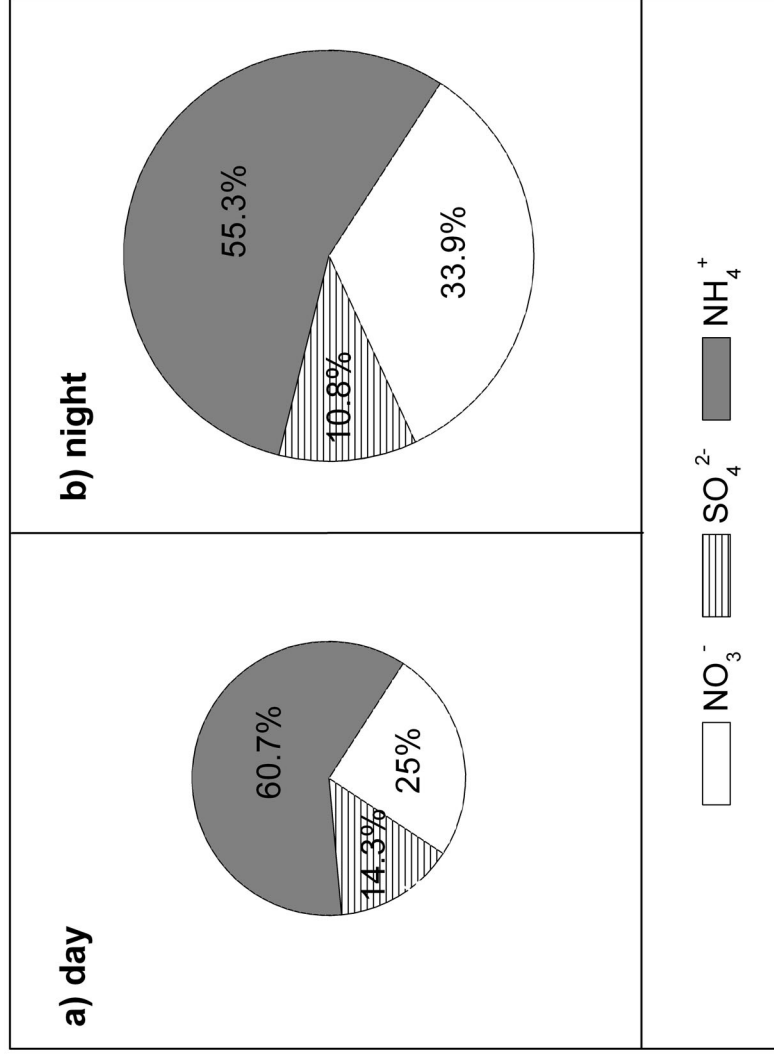 a) day
b) night
60.7%
14.3%
25%
55.3%
10.8%
33.9%
NO₃⁻
SO₄²⁻
NH₄⁺